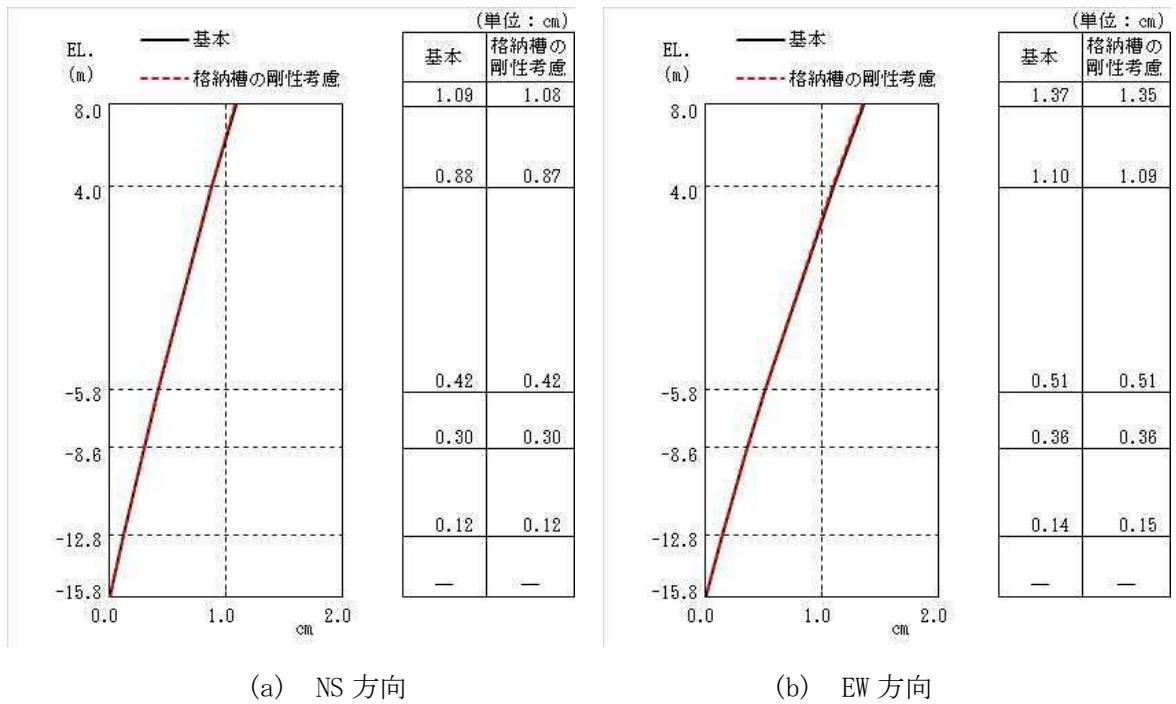 (単位：cm)
EL.
(m)
基本
格納槽の剛性考慮
基本 格納槽の
剛性考慮
8.0
1.09 1.08
4.0
0.88 0.87
-5.8
0.42 0.42
-8.6
0.30 0.30
-12.8
0.12 0.12
-15.8
— —
0.0 1.0 2.0
cm
(a) NS 方向
(単位：cm)
EL.
(m)
基本
格納槽の剛性考慮
基本 格納槽の
剛性考慮
8.0
1.37 1.35
4.0
1.10 1.09
-5.8
0.51 0.51
-8.6
0.36 0.36
-12.8
0.14 0.15
-15.8
— —
0.0 1.0 2.0
cm
(b) EW 方向